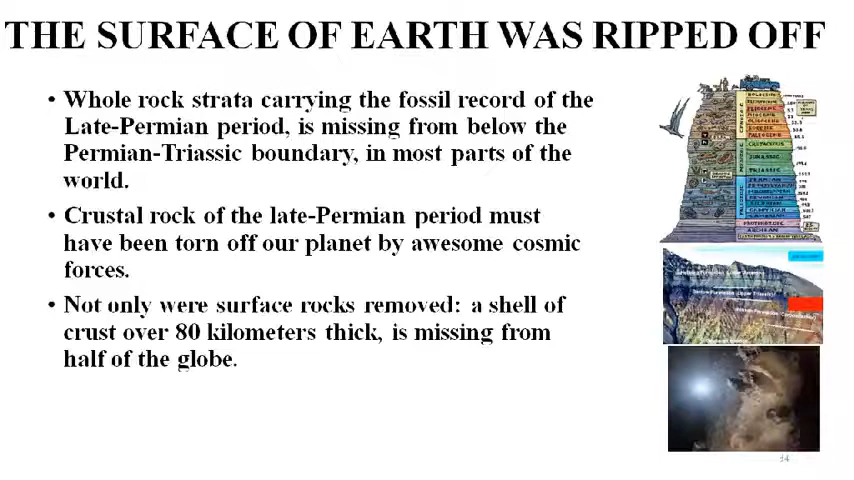 THE SURFACE OF EARTH WAS RIPPED OFF
• Whole rock strata carrying the fossil record of the
Late-Permian period, is missing from below the
Permian-Triassic boundary, in most parts of the
world.
• Crustal rock of the late-Permian period must
have been torn off our planet by awesome cosmic
forces.
• Not only were surface rocks removed: a shell of
crust over 80 kilometers thick, is missing from
half of the globe.
JURASSIC
TRIASSIC
34